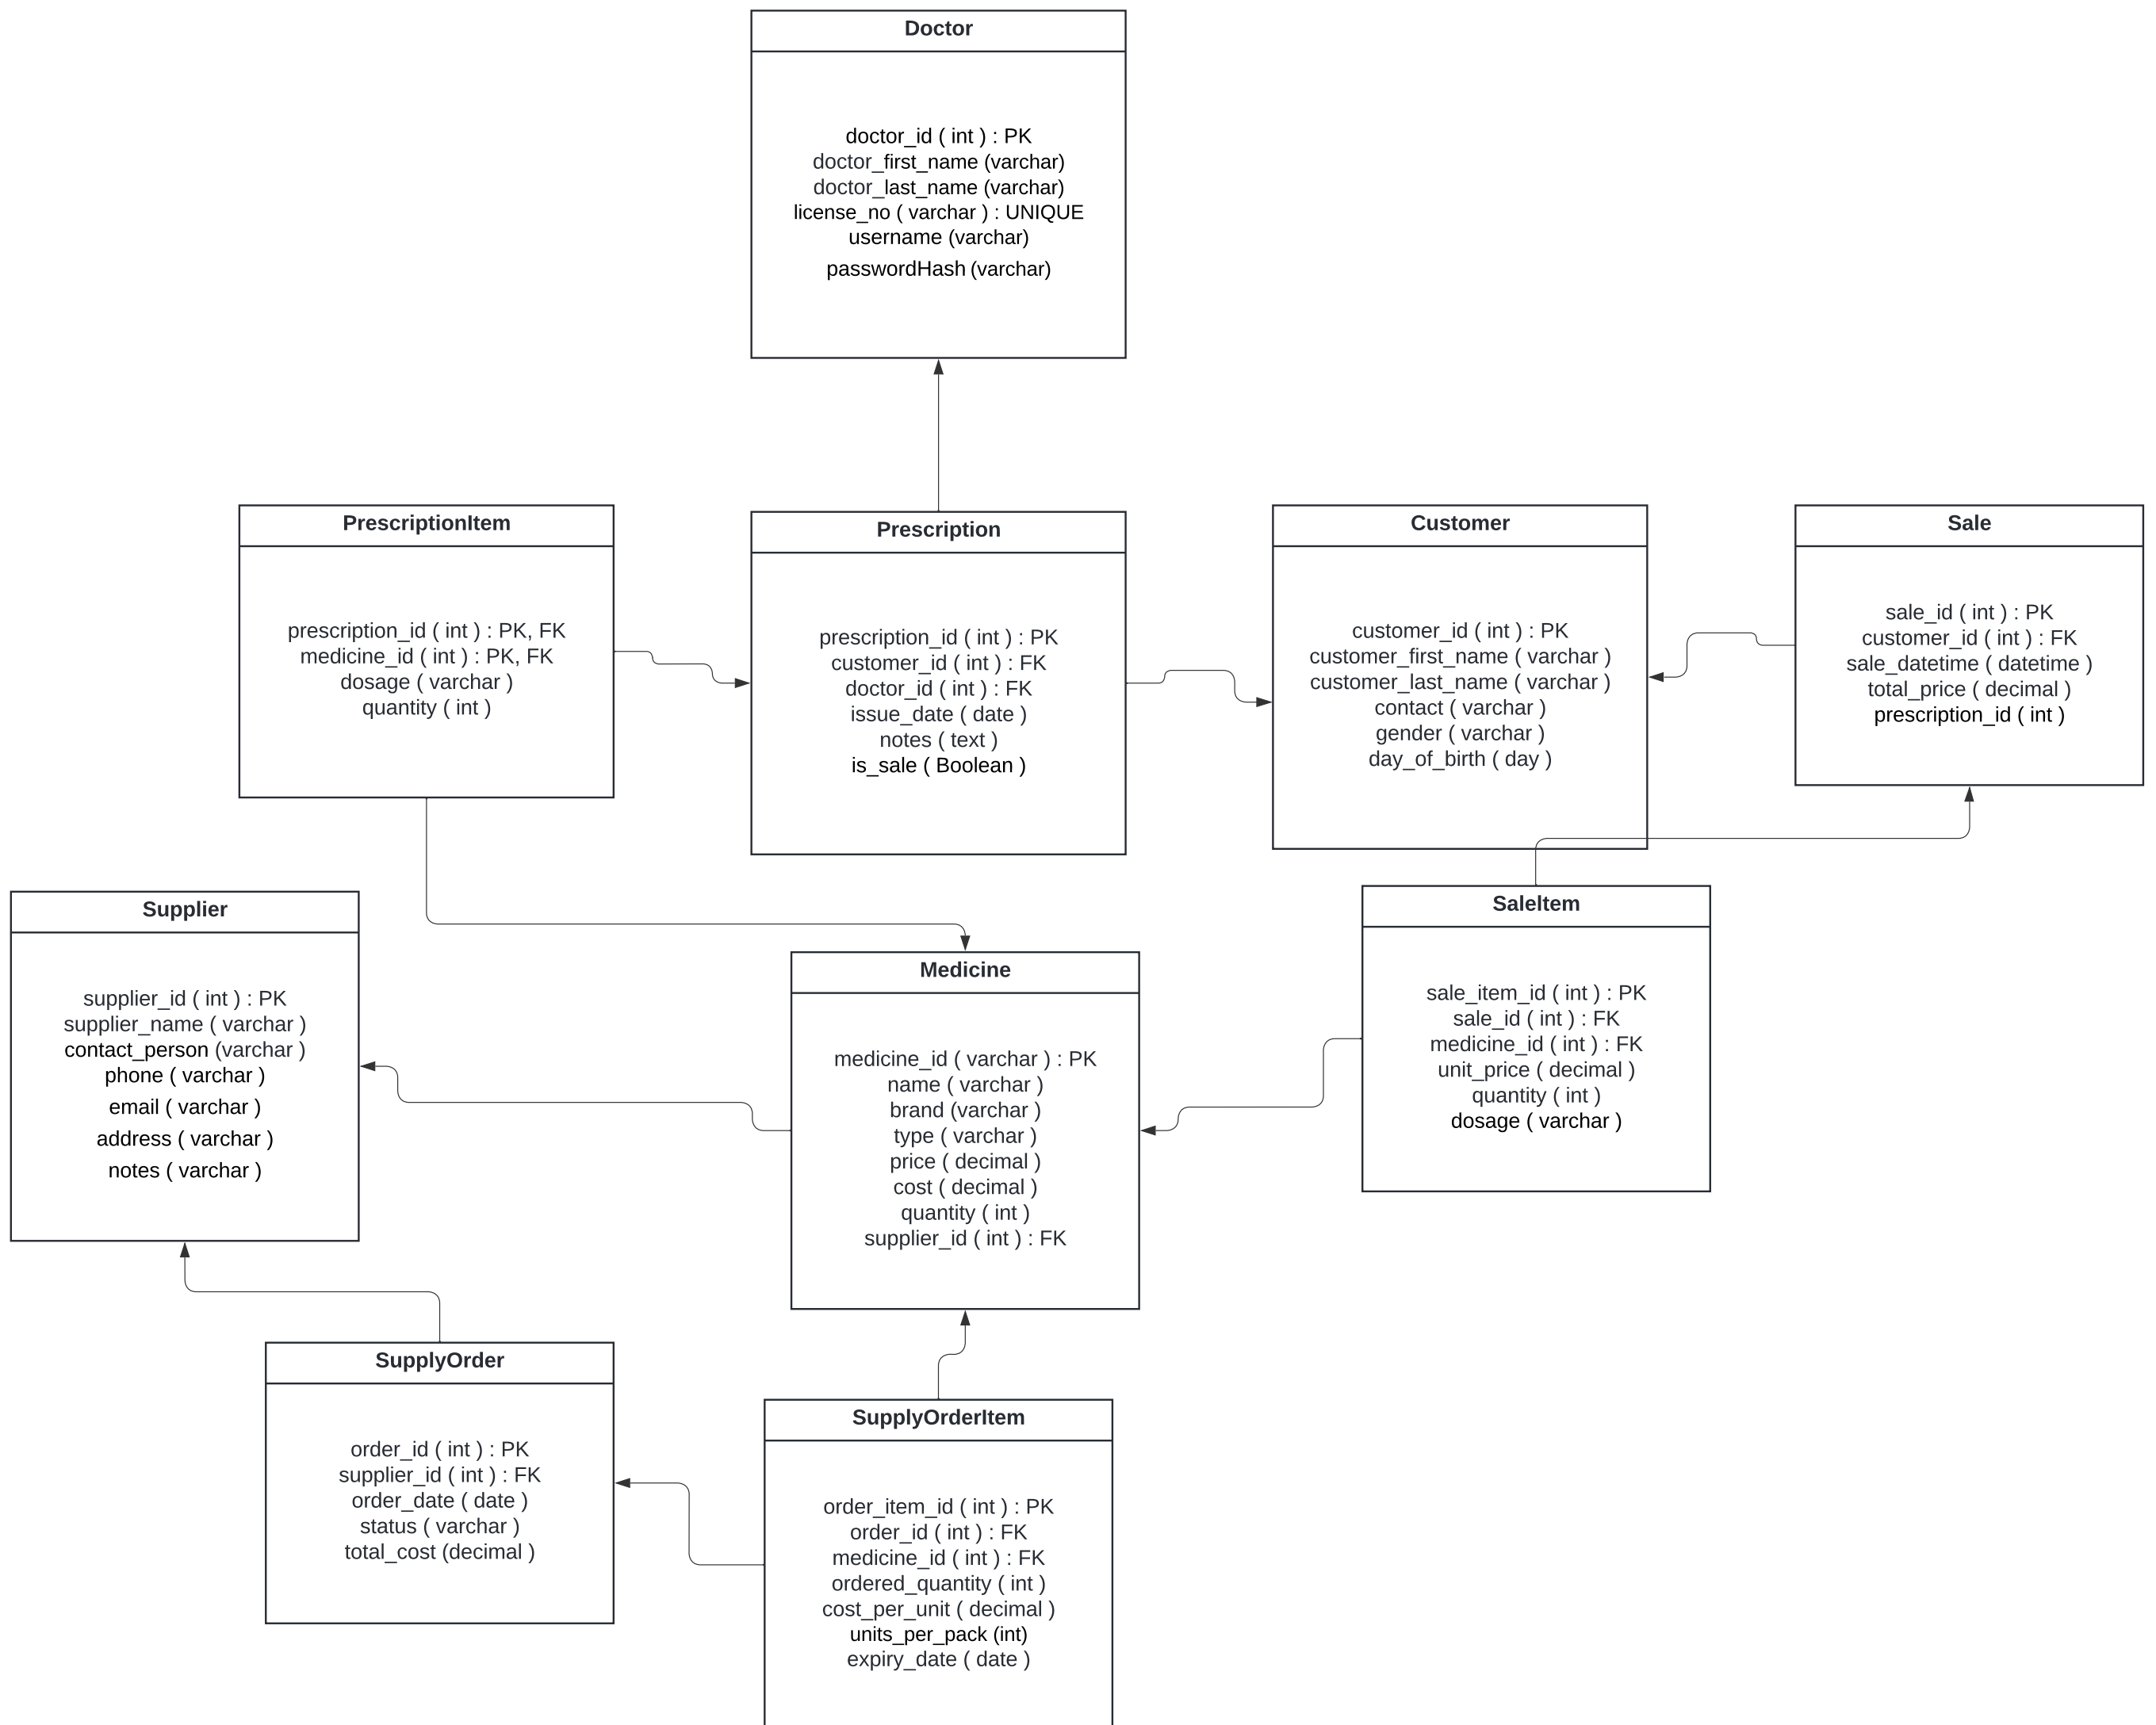 Doctor
doctor_id ( int ) : PK
doctor_first_name (varchar)
doctor_last_name (varchar)
license_no ( varchar ) : UNIQUE
username (varchar)
passwordHash (varchar)
PrescriptionItem
prescription_id ( int ) : PK, FK
medicine_id ( int ) : PK, FK
dosage ( varchar )
quantity ( int )
Prescription
prescription_id ( int ) : PK
customer_id ( int ) : FK
doctor_id ( int ) : FK
issue_date ( date )
notes ( text )
is_sale ( Boolean )
Customer
customer_id ( int ) : PK
customer_first_name ( varchar )
customer_last_name ( varchar )
contact ( varchar )
gender ( varchar )
day_of_birth ( day )
Sale
sale_id ( int ) : PK
customer_id ( int ) : FK
sale_datetime ( datetime )
total_price ( decimal )
prescription_id ( int )
Supplier
supplier_id ( int ) : PK
supplier_name ( varchar )
contact_person (varchar )
phone ( varchar )
email ( varchar )
address ( varchar )
notes ( varchar )
Medicine
medicine_id ( varchar ) : PK
name ( varchar )
brand (varchar )
type ( varchar )
price ( decimal )
cost ( decimal )
quantity ( int )
supplier_id ( int ) : FK
SaleItem
sale_item_id ( int ) : PK
sale_id ( int ) : FK
medicine_id ( int ) : FK
unit_price ( decimal )
quantity ( int )
dosage ( varchar )
SupplyOrder
order_id ( int ) : PK
supplier_id ( int ) : FK
order_date ( date )
status ( varchar )
total_cost (decimal )
SupplyOrderItem
order_item_id ( int ) : PK
order_id ( int ) : FK
medicine_id ( int ) : FK
ordered_quantity ( int )
cost_per_unit ( decimal )
units_per_pack (int)
expiry_date ( date )